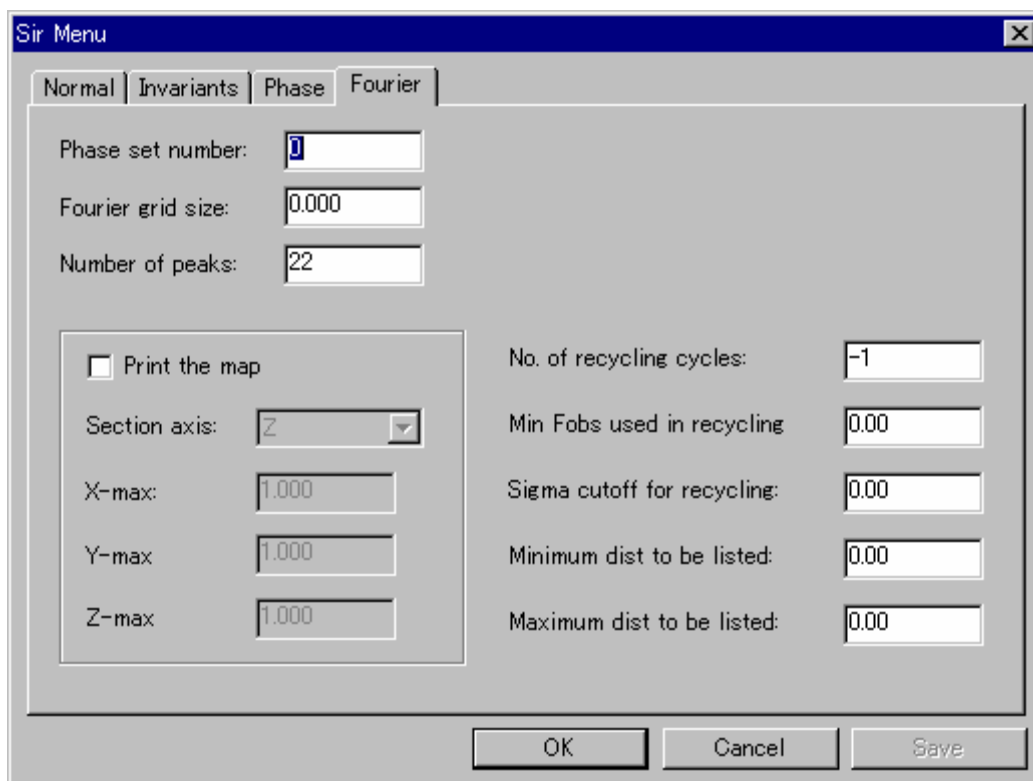 Sir Menu
Normal Invariants Phase Fourier
Phase set number: 0
Fourier grid size: 0.000
Number of peaks: 22
Print the map
Section axis: Z
X-max: 1.000
Y-max 1.000
Z-max 1.000
No. of recycling cycles: -1
Min Fobs used in recycling 0.00
Sigma cutoff for recycling: 0.00
Minimum dist to be listed: 0.00
Maximum dist to be listed: 0.00
OK Cancel Save